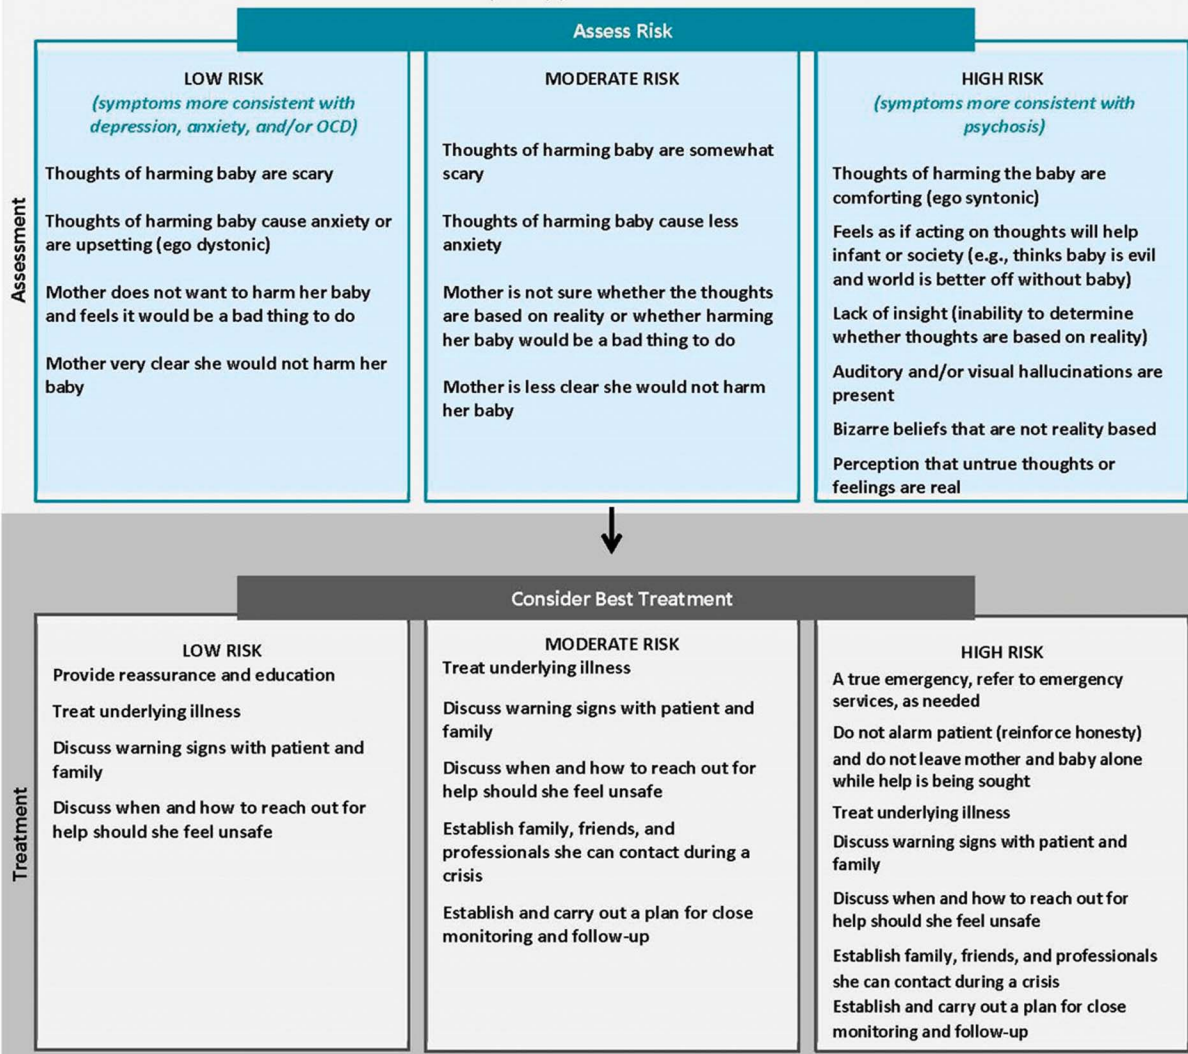 Assess Risk
Assessment
LOW RISK
(symptoms more consistent with
depression, anxiety, and/or OCD)
Thoughts of harming baby are scary
Thoughts of harming baby cause anxiety or
are upsetting (ego dystonic)
Mother does not want to harm her baby
and feels it would be a bad thing to do
Mother very clear she would not harm her
baby
MODERATE RISK
Thoughts of harming baby are somewhat
scary
Thoughts of harming baby cause less
anxiety
Mother is not sure whether the thoughts
are based on reality or whether harming
her baby would be a bad thing to do
Mother is less clear she would not harm
her baby
HIGH RISK
(symptoms more consistent with
psychosis)
Thoughts of harming the baby are
comforting (ego syntonic)
Feels as if acting on thoughts will help
infant or society (e.g., thinks baby is evil
and world is better off without baby)
Lack of insight (inability to determine
whether thoughts are based on reality)
Auditory and/or visual hallucinations are
present
Bizarre beliefs that are not reality based
Perception that untrue thoughts or
feelings are real
Consider Best Treatment
Treatment
LOW RISK
Provide reassurance and education
Treat underlying illness
Discuss warning signs with patient and
family
Discuss when and how to reach out for
help should she feel unsafe
MODERATE RISK
Treat underlying illness
Discuss warning signs with patient and
family
Discuss when and how to reach out for
help should she feel unsafe
Establish family, friends, and
professionals she can contact during a
crisis
Establish and carry out a plan for close
monitoring and follow-up
HIGH RISK
A true emergency, refer to emergency
services, as needed
Do not alarm patient (reinforce honesty)
and do not leave mother and baby alone
while help is being sought
Treat underlying illness
Discuss warning signs with patient and
family
Discuss when and how to reach out for
help should she feel unsafe
Establish family, friends, and professionals
she can contact during a crisis
Establish and carry out a plan for close
monitoring and follow-up